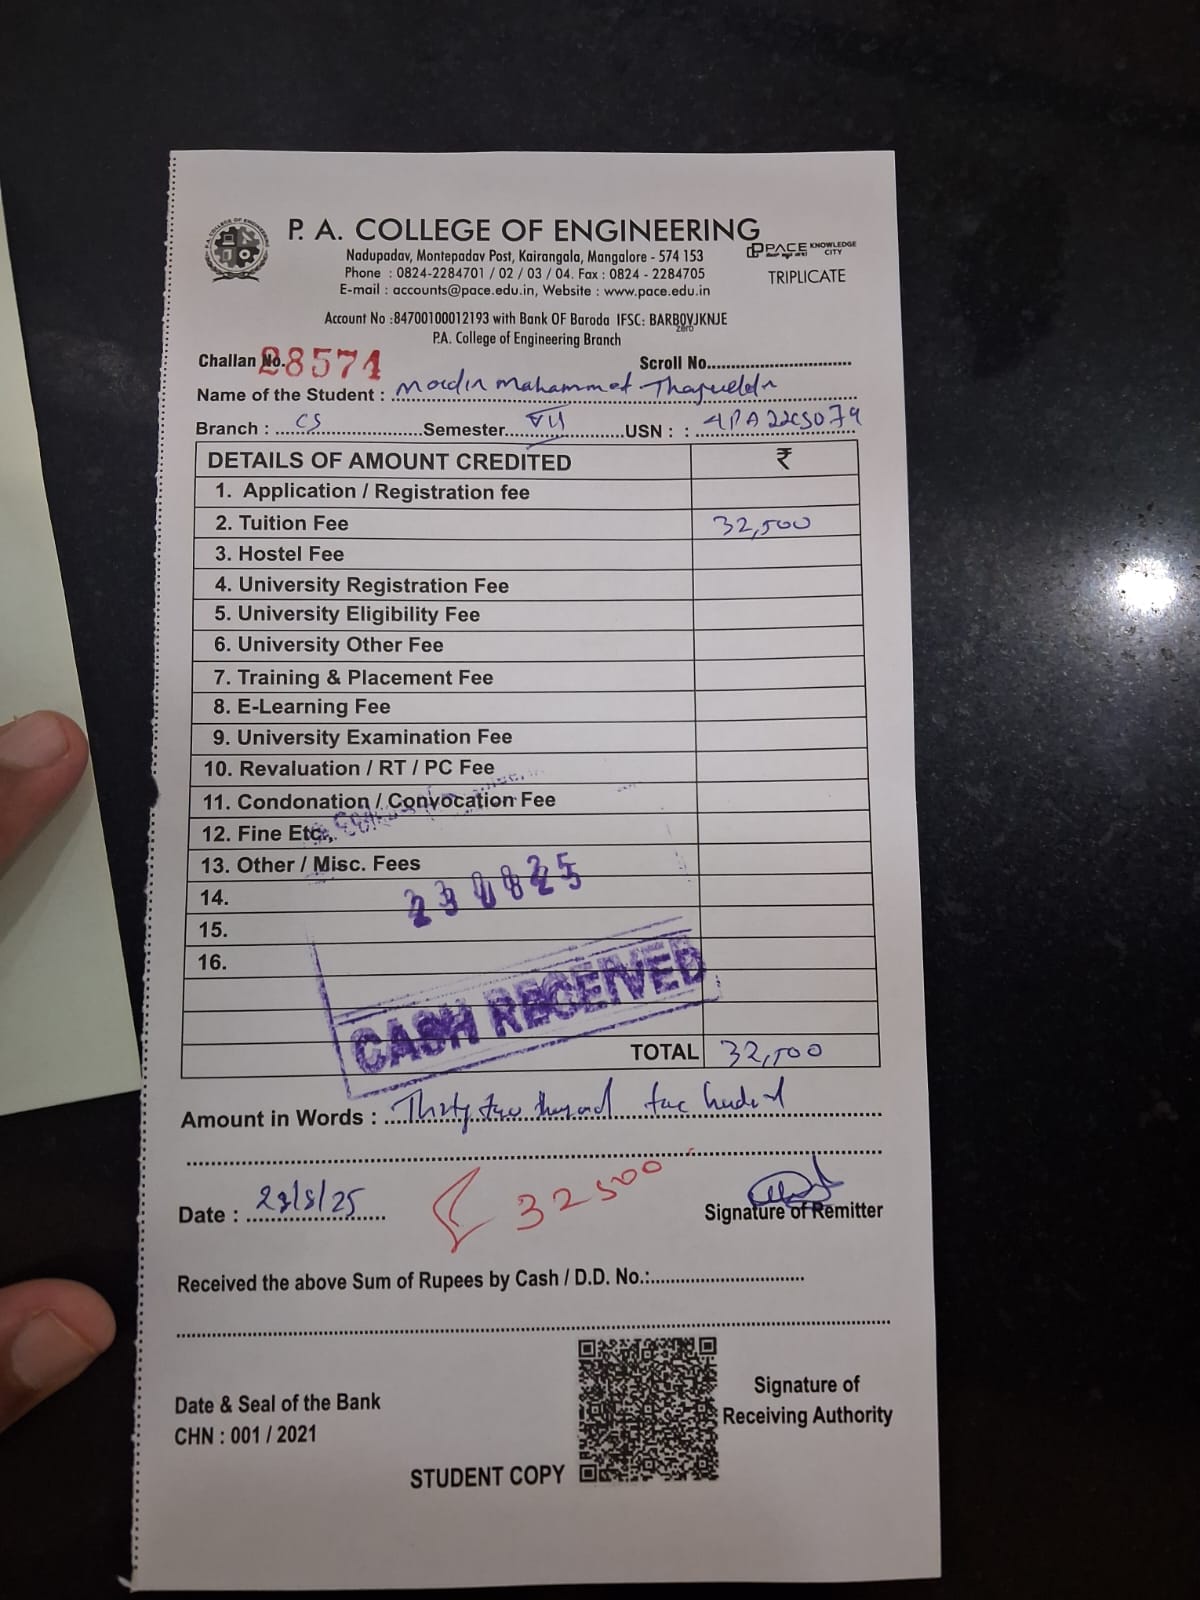 P. A. COLLEGE OF ENGINEERING
Nadupadav, Montepadav Post, Kairangala, Mangalore - 574 153
Phone : 0824-2284701 / 02 / 03 / 04. Fax : 0824 - 2284705
E-mail : accounts@pace.edu.in, Website : www.pace.edu.in
PACE KNOWLEDGE CITY
TRIPLICATE
Account No :84700100012193 with Bank OF Baroda IFSC: BARB0VJKNJE
zero
P.A. College of Engineering Branch
Challan No. 28574 Scroll No.
Name of the Student : Mahammed
Branch : CS Semester VII USN : : 4PA22CS079
DETAILS OF AMOUNT CREDITED ₹
1. Application / Registration fee
2. Tuition Fee 32,500
3. Hostel Fee
4. University Registration Fee
5. University Eligibility Fee
6. University Other Fee
7. Training & Placement Fee
8. E-Learning Fee
9. University Examination Fee
10. Revaluation / RT / PC Fee
11. Condonation / Convocation Fee
12. Fine Etc.,
13. Other / Misc. Fees
14.
15.
16.
CASH RECEIVED
TOTAL 32,500
Amount in Words : Thirty two
Date : 23/8/25
32500
Signature of Remitter
Received the above Sum of Rupees by Cash / D.D. No.:
Date & Seal of the Bank
CHN : 001 / 2021
Signature of
Receiving Authority
STUDENT COPY